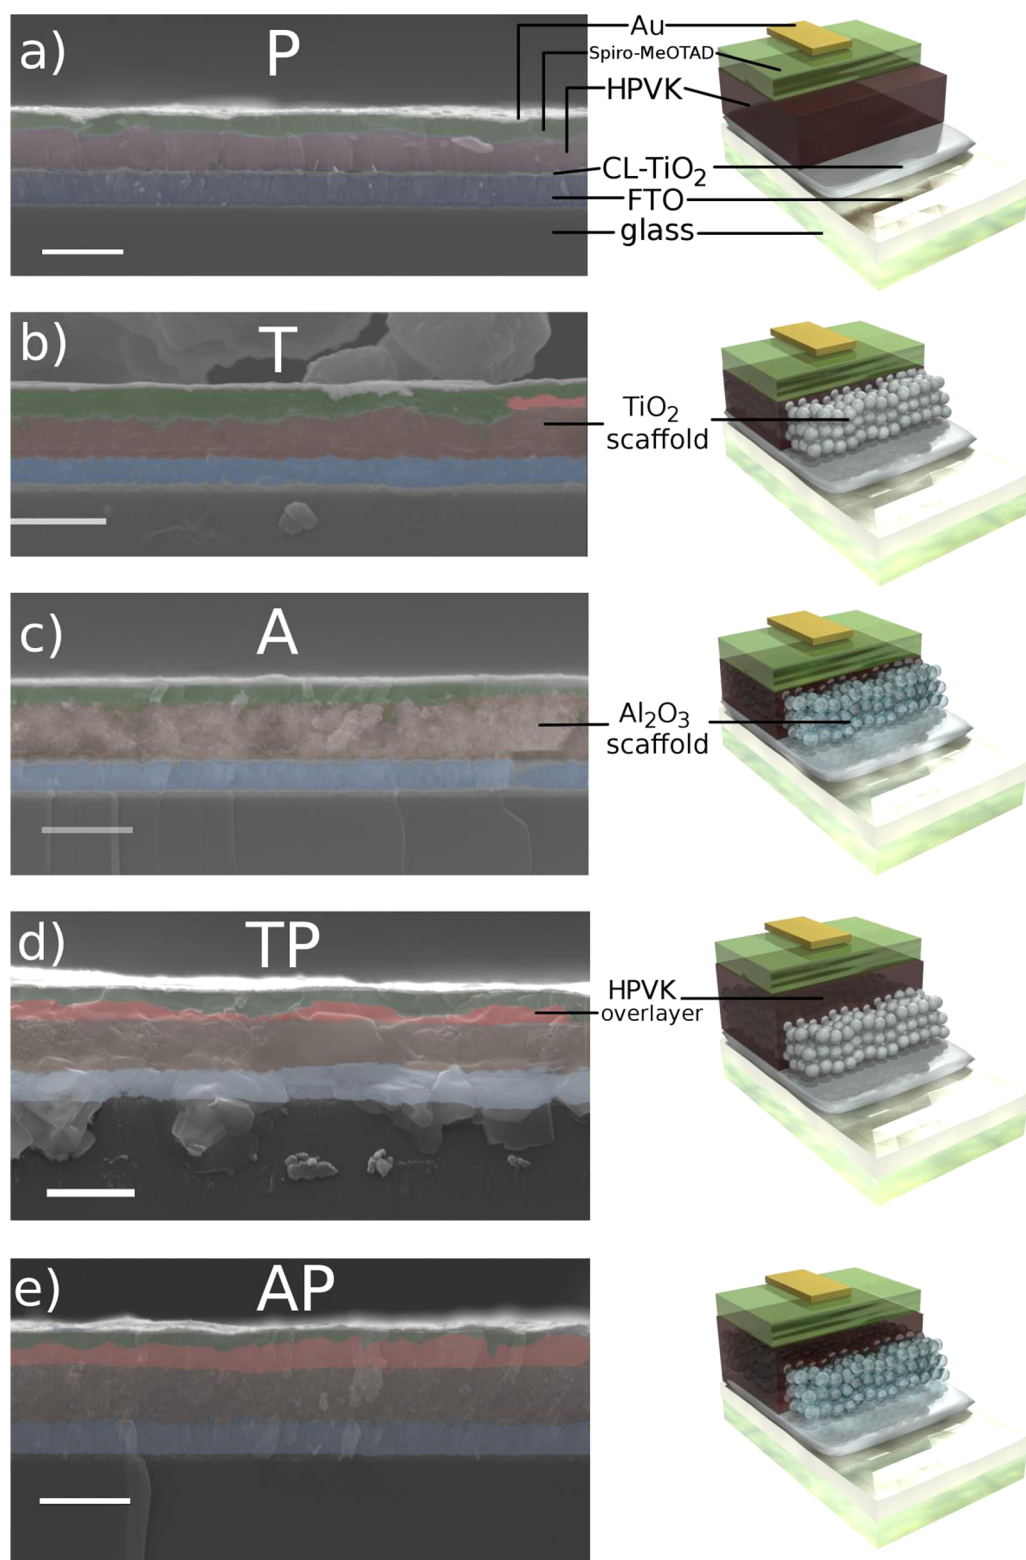 a)
P
Au
Spiro-MeOTAD
HPVK
CL-TiO₂
FTO
glass
b)
T
TiO₂
scaffold
c)
A
Al₂O₃
scaffold
d)
TP
HPVK
overlayer
e)
AP